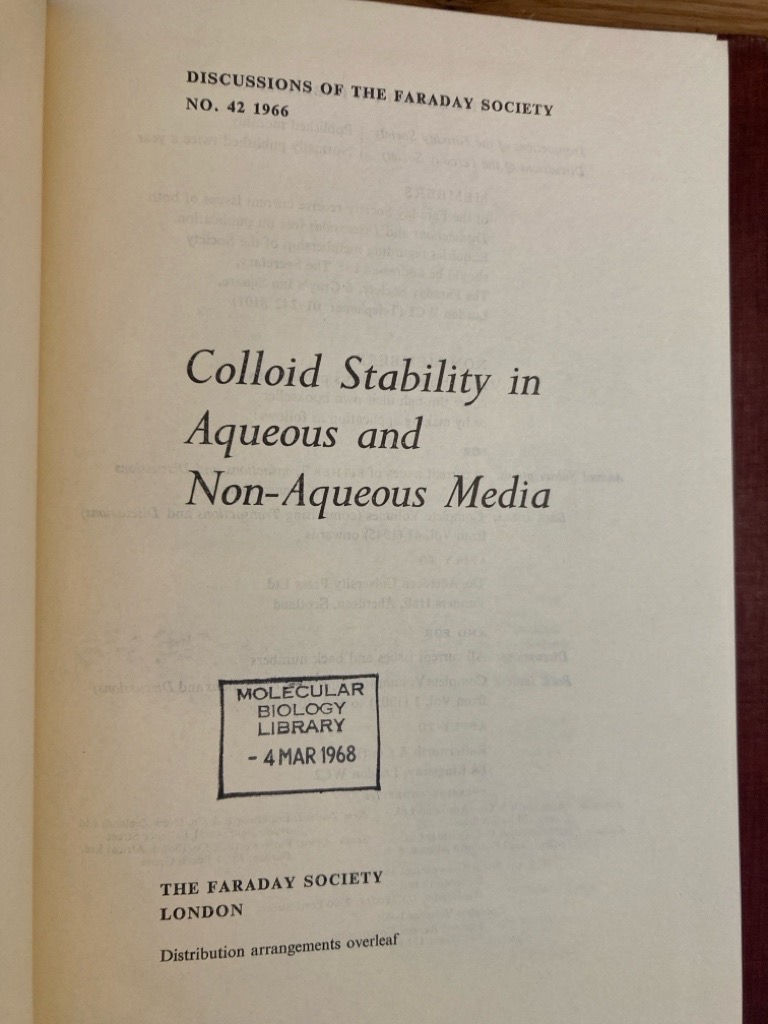 DISCUSSIONS OF THE FARADAY SOCIETY
NO. 42 1966
Colloid Stability in
Aqueous and
Non-Aqueous Media
MOLECULAR
BIOLOGY
LIBRARY
- 4 MAR 1968
THE FARADAY SOCIETY
LONDON
Distribution arrangements overleaf